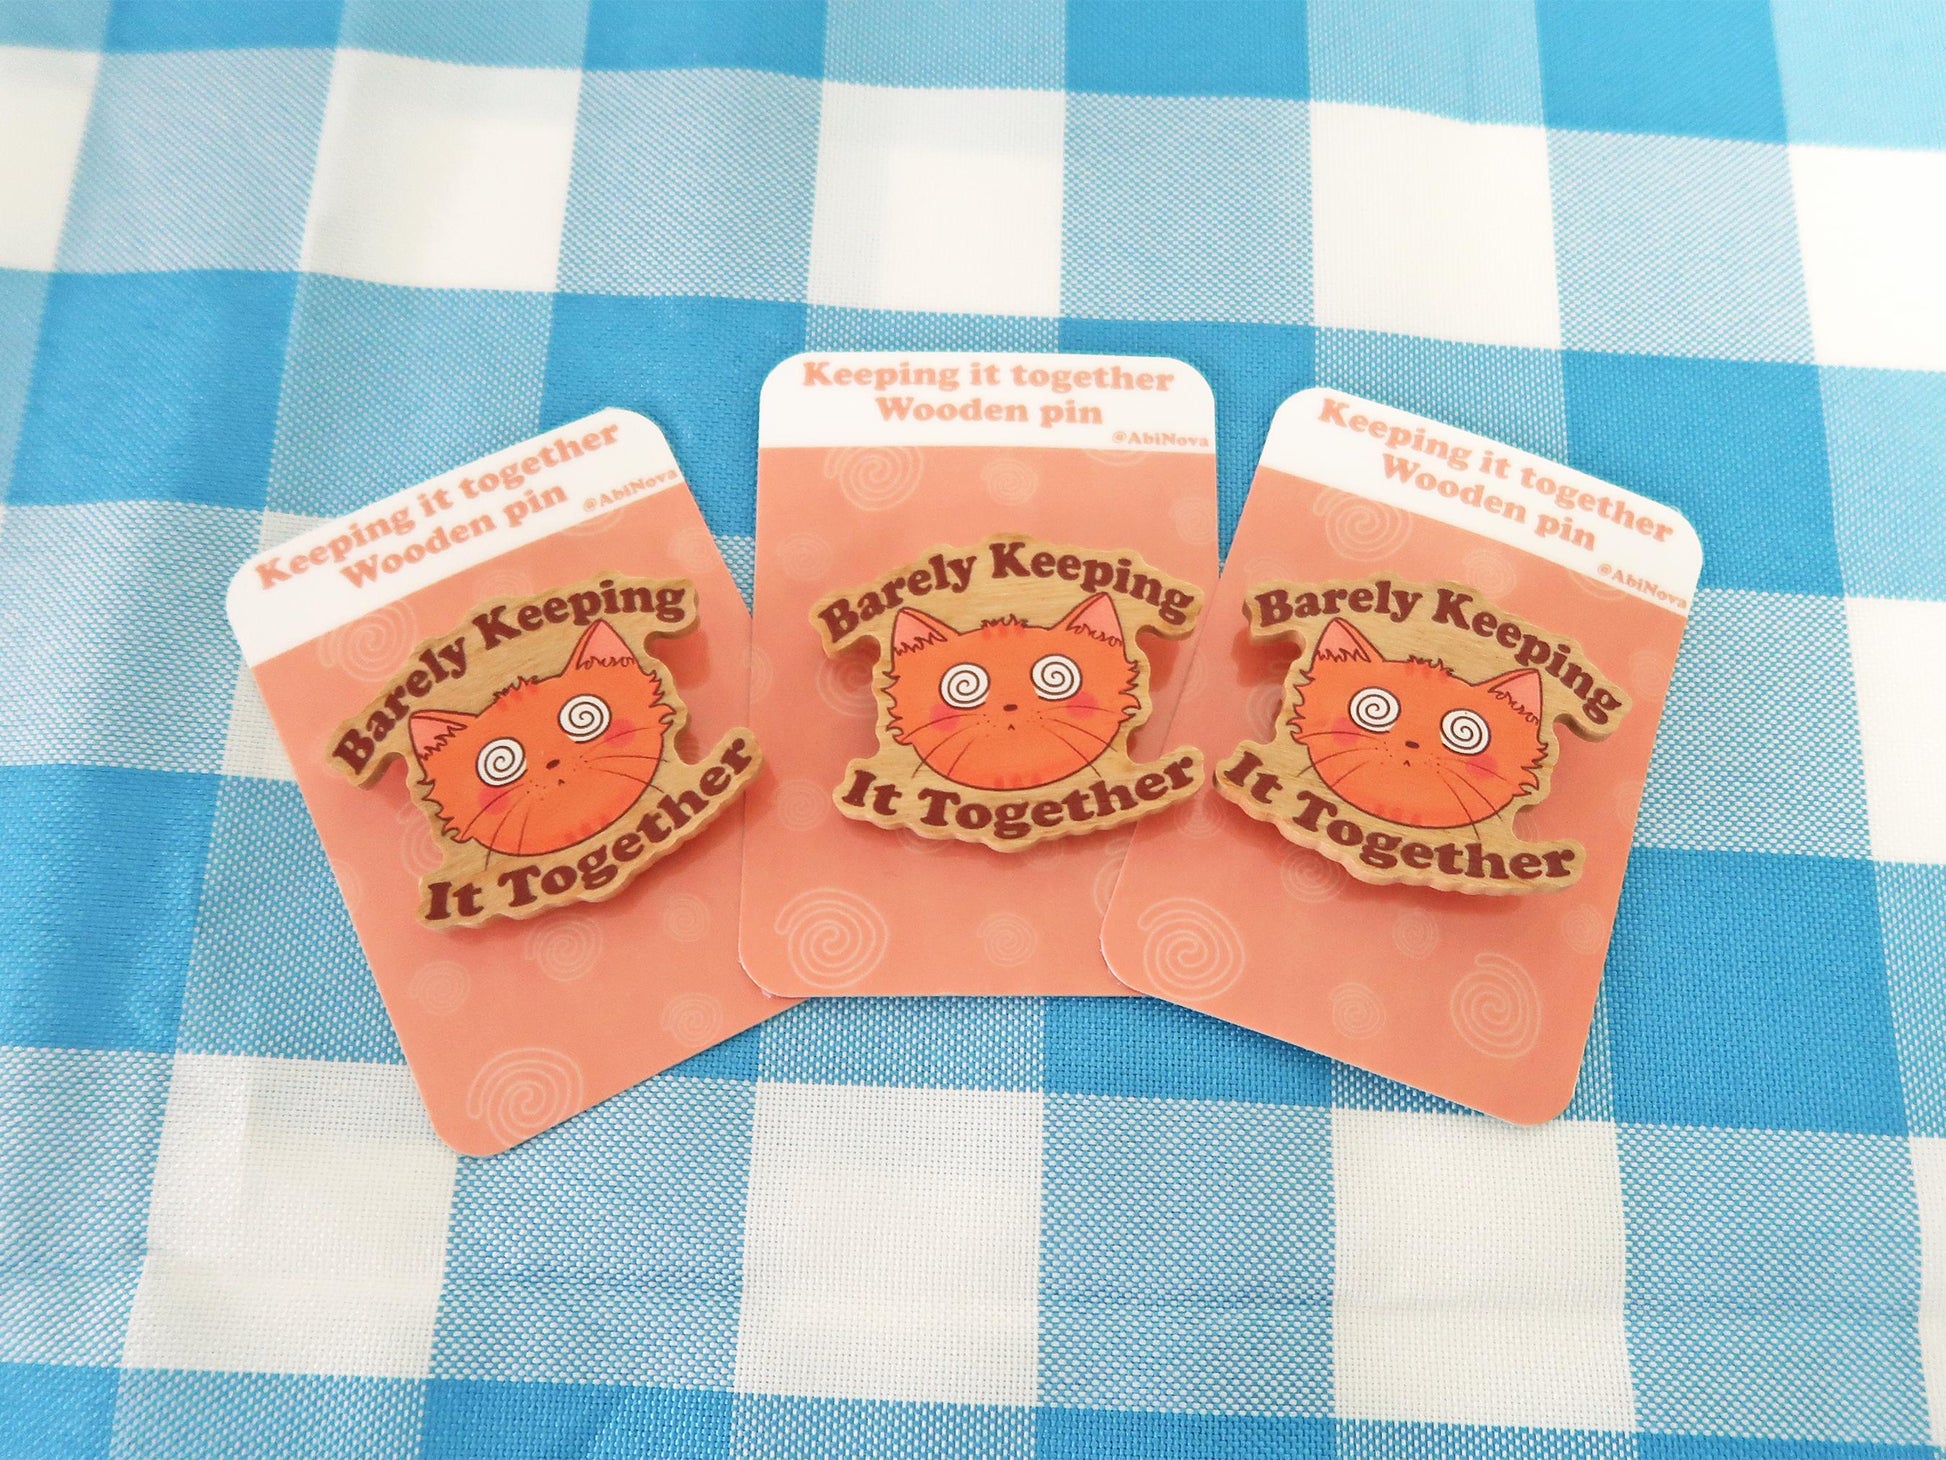 Keeping it together
Wooden pin
@AbiNova
Barely Keeping
It Together
Keeping it together
Wooden pin
@AbiNova
Barely Keeping
It Together
Keeping it together
Wooden pin
@AbiNova
Barely Keeping
It Together